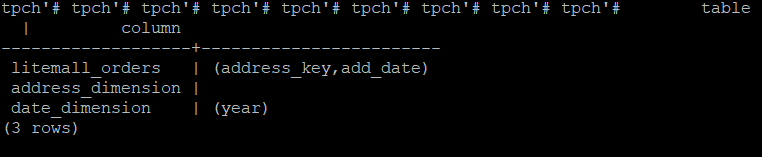 tpch'# tpch'# tpch'# tpch'# tpch'# tpch'# tpch'# tpch'# tpch'#        table
  |        column
-------------------+------------------------
 litemall_orders   | (address_key,add_date)
 address_dimension |
 date_dimension    | (year)
(3 rows)